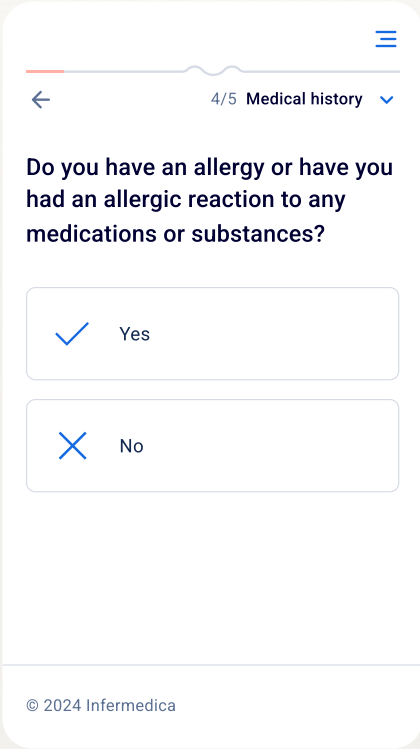 4/5 Medical history
Do you have an allergy or have you
had an allergic reaction to any
medications or substances?
Yes
No
© 2024 Infermedica